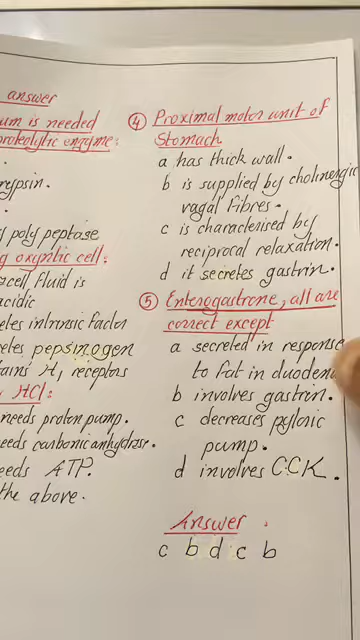 answer
um is needed
proteolytic enzyme:
rypsin.
poly peptase
g oxyntic cell:
acell fluid is
acidic
etes intrinsic factor
etes pepsinogen
tains H1 receptors
HCl:
needs proton pump.
eeds carbonic anhydrase.
eeds ATP.
the above.
④ Proximal motor unit of
Stomach
a has thick wall.
b is supplied by cholinergic
vagal fibres.
c is characterised by
reciprocal relaxation.
d it secretes gastrin.
⑤ Enterogastrone, all are
correct except
a secreted in response
to fat in duoden
b involves gastrin.
c decreases pyloric
pump.
d involves CCK.
Answer
c b d c b